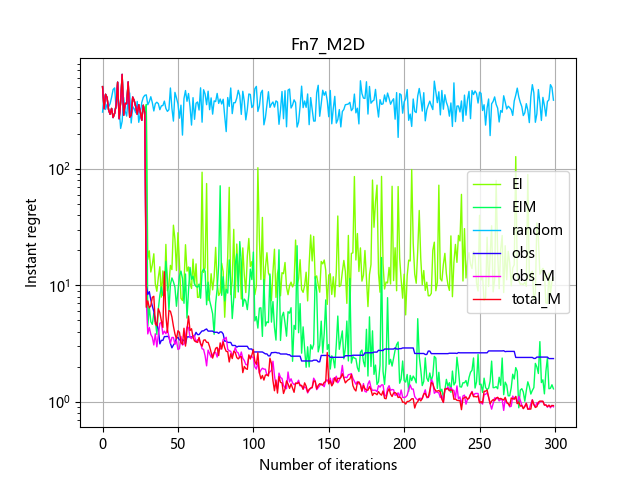 Fn7_M2D
Instant regret
10²
10¹
10⁰
EI
EIM
random
obs
obs_M
total_M
0 50 100 150 200 250 300
Number of iterations